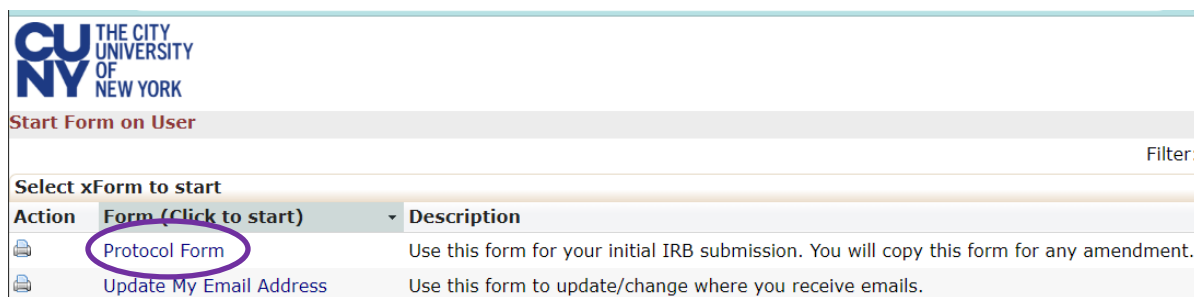 CU THE CITY
UNIVERSITY
NY OF
NEW YORK
Start Form on User
Filter:
Select xForm to start
Action Form (Click to start) Description
Protocol Form Use this form for your initial IRB submission. You will copy this form for any amendment.
Update My Email Address Use this form to update/change where you receive emails.